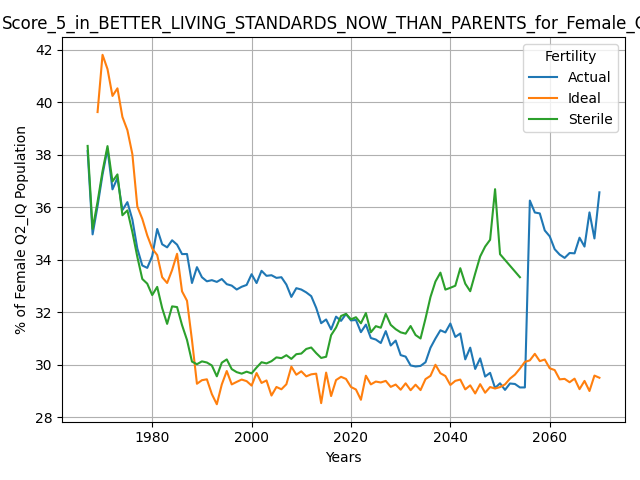 Score_5_in_BETTER_LIVING_STANDARDS_NOW_THAN_PARENTS_for_Female_
% of Female Q2_IQ Population
42
40
38
36
34
32
30
28
Fertility
Actual
Ideal
Sterile
1980
2000
2020
2040
2060
Years